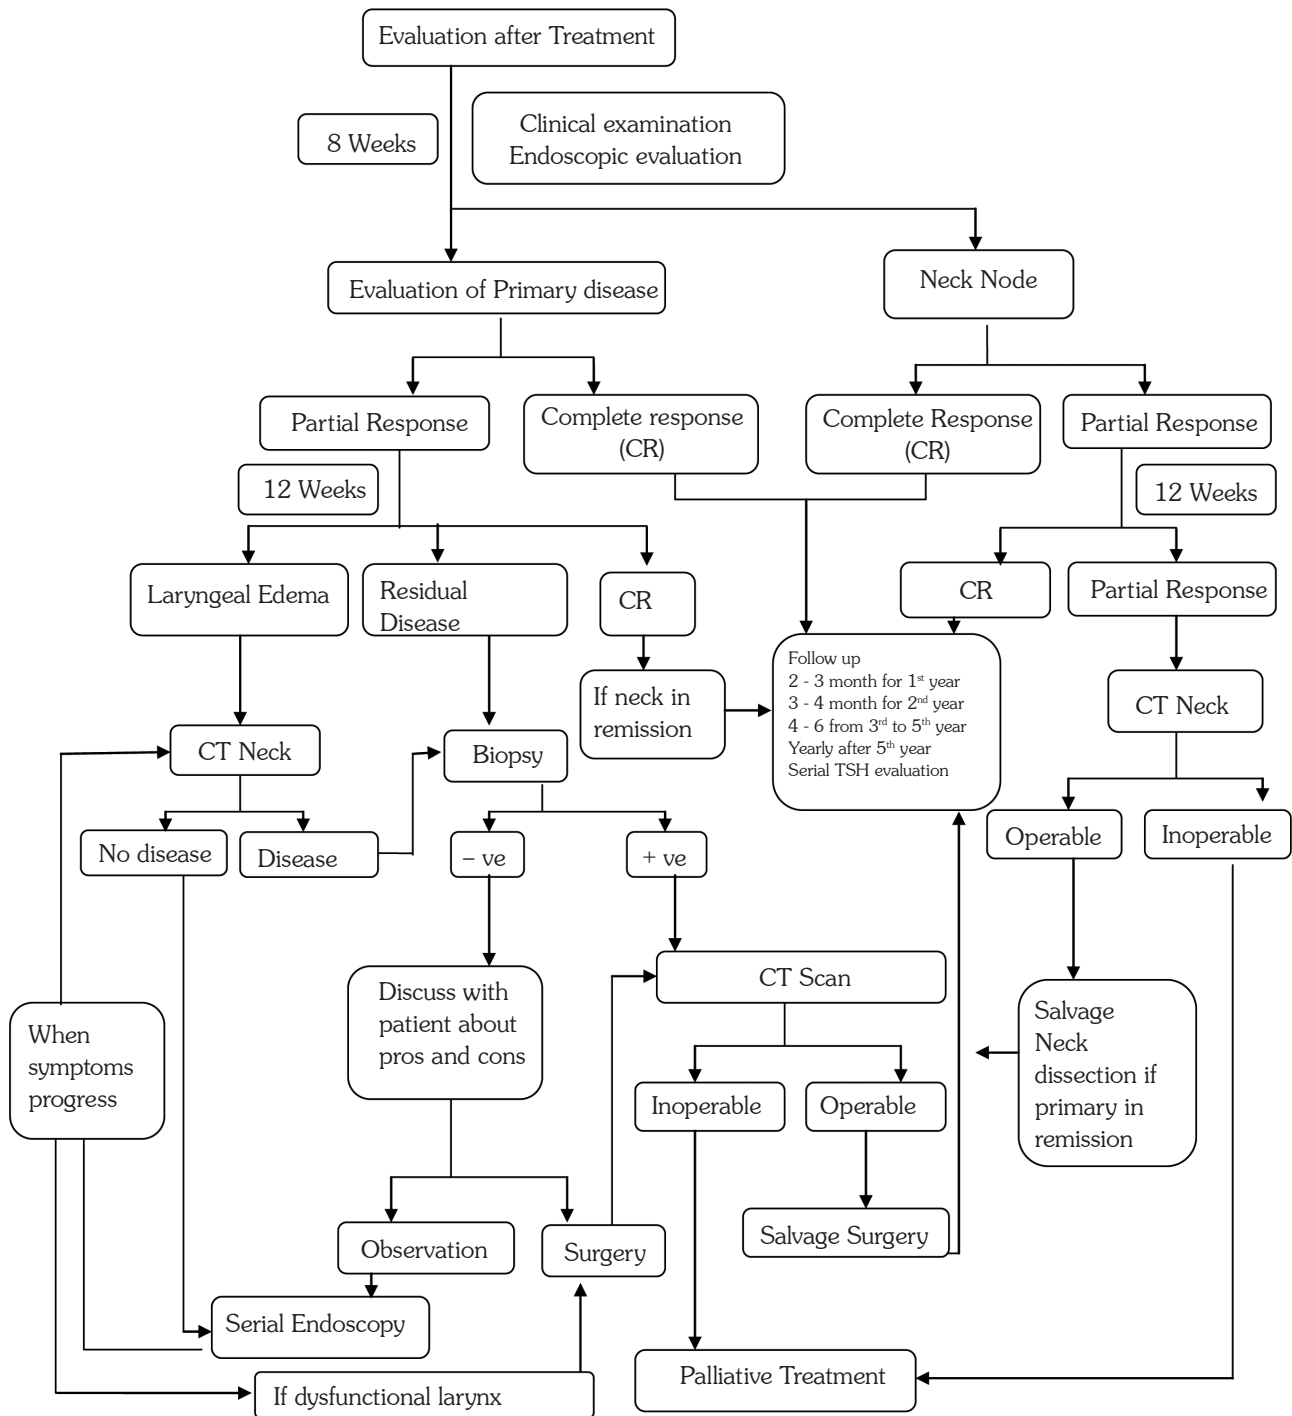 Evaluation after Treatment
8 Weeks
Clinical examination
Endoscopic evaluation
Evaluation of Primary disease
Neck Node
Partial Response
Complete response
(CR)
Complete Response
(CR)
Partial Response
12 Weeks
12 Weeks
Laryngeal Edema
Residual
Disease
CR
CR
Partial Response
If neck in
remission
Follow up
2 - 3 month for 1st year
3 - 4 month for 2nd year
4 - 6 from 3rd to 5th year
Yearly after 5th year
Serial TSH evaluation
CT Neck
CT Neck
Biopsy
No disease
Disease
– ve
+ ve
Operable
Inoperable
Discuss with
patient about
pros and cons
CT Scan
When
symptoms
progress
Salvage
Neck
dissection if
primary in
remission
Inoperable
Operable
Observation
Surgery
Salvage Surgery
Serial Endoscopy
If dysfunctional larynx
Palliative Treatment